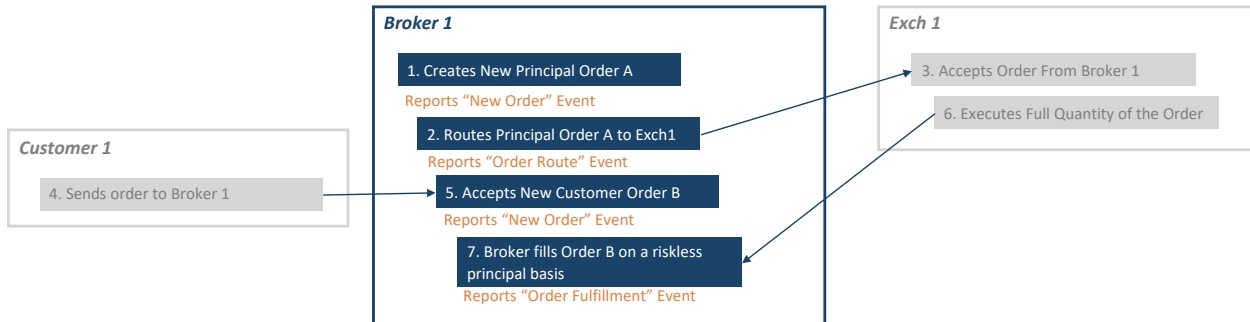 Broker 1
1. Creates New Principal Order A
Reports “New Order” Event
2. Routes Principal Order A to Exch1
Reports “Order Route” Event
Customer 1
4. Sends order to Broker 1
5. Accepts New Customer Order B
Reports “New Order” Event
7. Broker fills Order B on a riskless
principal basis
Reports “Order Fulfillment” Event
Exch 1
3. Accepts Order From Broker 1
6. Executes Full Quantity of the Order